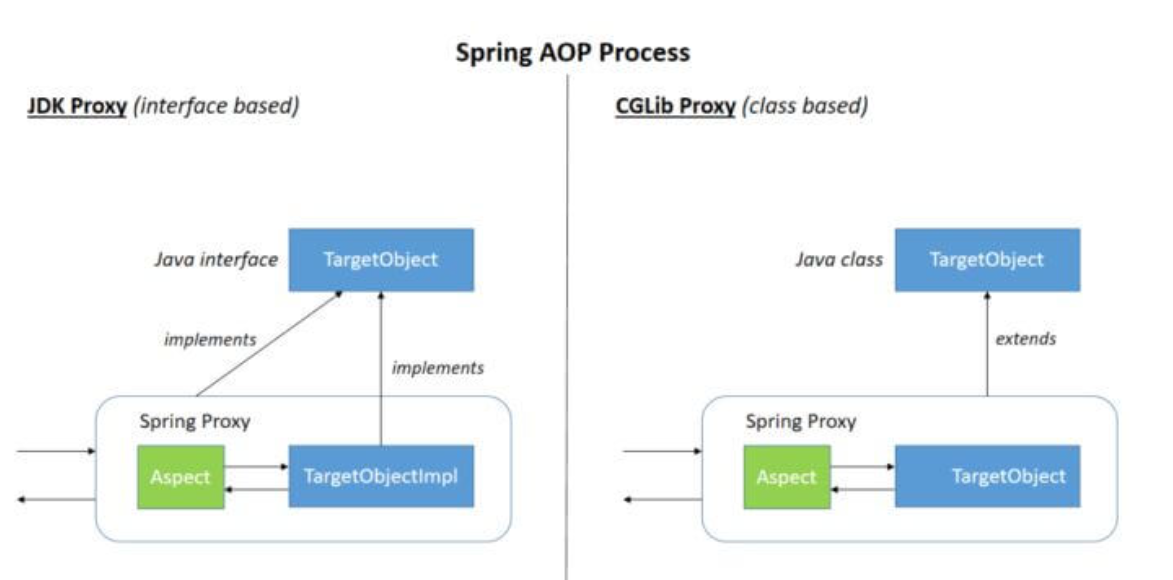 Spring AOP Process
JDK Proxy (interface based)
Java interface
TargetObject
implements
implements
Spring Proxy
Aspect
TargetObjectImpl
CGLib Proxy (class based)
Java class
TargetObject
extends
Spring Proxy
Aspect
TargetObject